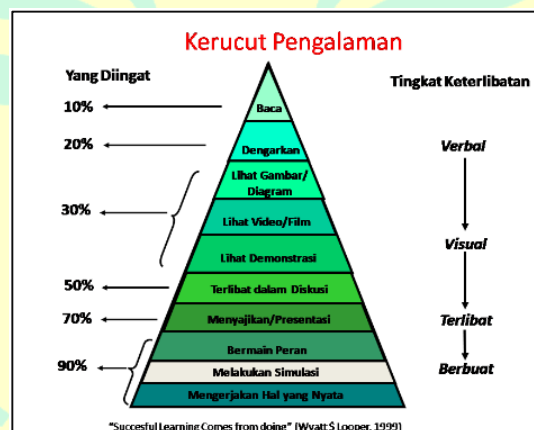 Kerucut Pengalaman
Yang Diingat
Tingkat Keterlibatan
10%
Baca
20%
Dengarkan
Verbal
Lihat Gambar/
Diagram
30%
Lihat Video/Film
Visual
Lihat Demonstrasi
50%
Terlibat dalam Diskusi
70%
Menyajikan/Presentasi
Terlibat
Bermain Peran
90%
Melakukan Simulasi
Berbuat
Mengerjakan Hal yang Nyata
"Succesful Learning Comes from doing" (Wyatt $ Looper, 1999)